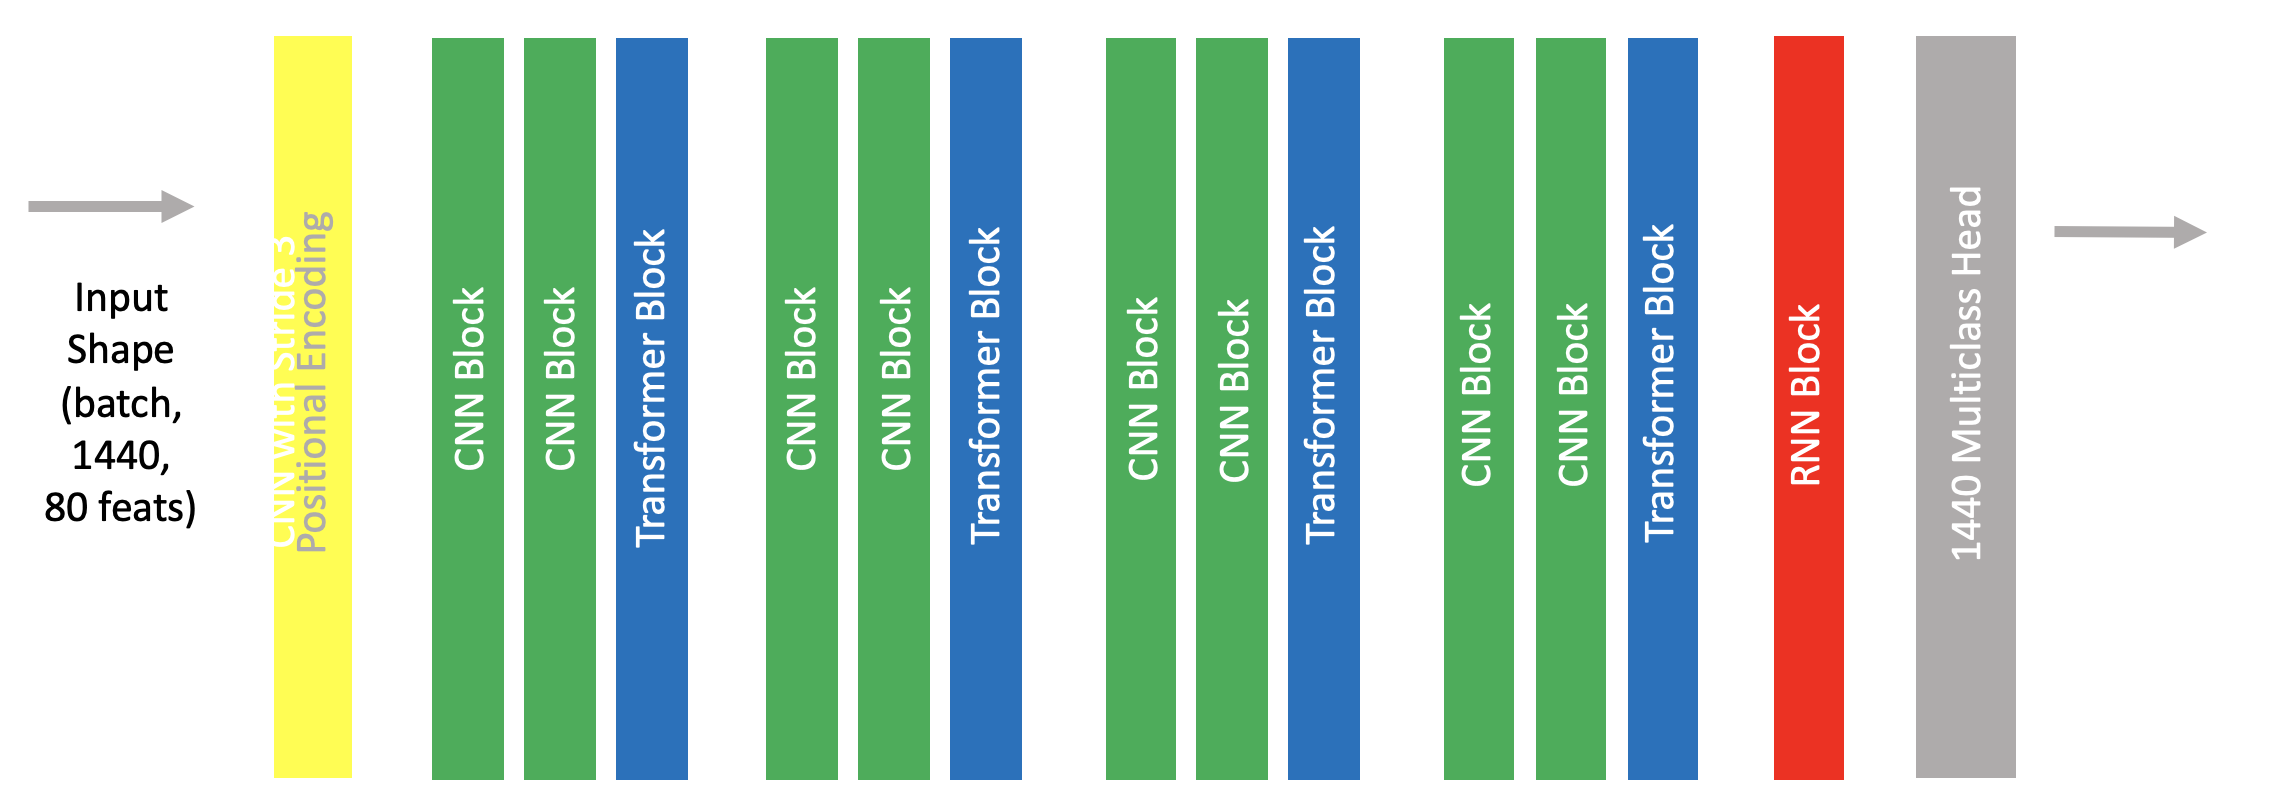 Input
Shape
(batch,
1440,
80 feats)
CNN with Stride 3
Positional Encoding
CNN Block
CNN Block
Transformer Block
CNN Block
CNN Block
Transformer Block
CNN Block
CNN Block
Transformer Block
CNN Block
CNN Block
Transformer Block
RNN Block
1440 Multiclass Head